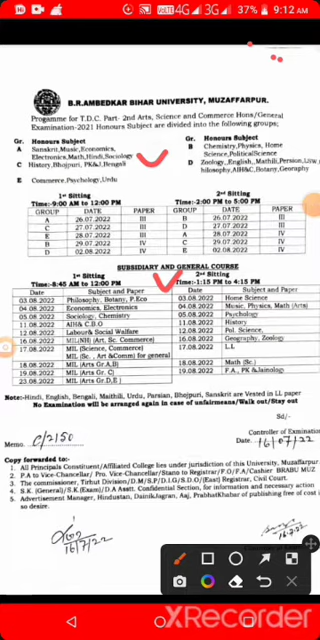 4G 3G 37% 9:12 AM
B.R.AMBEDKAR BIHAR UNIVERSITY, MUZAFFARPUR.
Programme for T.D.C. Part- 2nd Arts, Science and Commerce Hons/General
Examination-2021 Honours Subject are divided into the following groups;
Gr. Honours Subject
A Sanskrit,Music,Economics,
Electronics,Math,Hindi,Sociology
C History,Bhojpuri, PK&J,Bengali
E Commerce,Psychology,Urdu
Gr. Honours Subject
B Chemistry,Physics, Home
Science,PoliticalScience
D Zoology,English, Maithili,Persion,
hilosophy,AIH&C,Botany,Georaphy
1st Sitting
Time:-9:00 AM to 12:00 PM
GROUP DATE PAPER
A 26.07.2022 III
C 27.07.2022 III
E 28.07.2022 III
B 29.07.2022 IV
D 02.08.2022 IV
2nd Sitting
Time:-2:00 PM to 5:00 PM
GROUP DATE PAPER
B 26.07.2022 III
D 27.07.2022 III
A 28.07.2022 IV
C 29.07.2022 IV
E 02.08.2022 IV
SUBSIDIARY AND GENERAL COURSE
1st Sitting
Time:-8:45 AM to 12:00 PM
Date Subject and Paper
03.08.2022 Philosophy, Botany, P.Eco
04.08.2022 Economics, Electronics
05.08.2022 Sociology, Chemistry
11.08.2022 AIH& C.B.O
12.08.2022 Labour& Social Walfare
16.08.2022 MIL(NH) (Art, Sc. Commerce)
17.08.2022 MIL (Science, Commerce)
MIL (Sc., Art &Comm) for general
18.08.2022 MIL (Arts Gr.A,B)
19.08.2022 MIL (Arts Gr. C)
23.08.2022 MIL (Arts Gr.D,E )
2nd Sitting
Time:-1:15 PM to 4:15 PM
Date Subject & Paper
03.08.2022 Home Science
04.08.2022 Music, Physics, Math (Arts)
05.08.2022 Psychology
11.08.2022 History
12.08.2022 Pol. Science,
16.08.2022 Geography, Zoology
17.08.2022 L.L
18.08.2022 Math(Sc.)
19.08.2022 F.A., PK &Jainology
Note:-Hindi, English, Bengali, Maithili, Urdu, Parsian, Bhojpuri, Sanskrit are Vested in LL paper
No Examination will be arranged again in case of unfairmeans/Walk out/Stay out
Sd/-
Controller of Examination
Memo. C/2150
Date. 16/07/22
Copy forwarded to:-
1. All Principals Constituent/Affiliated College lies under jurisdiction of this University, Muzaffarpur.
2. P.A to Vice-Chancellor/ Pro. Vice-Chancellor/Stano to Registrar/F.O/F.A/Cashier BRABU MUZ
3. The commissioner, Tirhut Division/D.M/S.P/D.I.G/S.D.O/(East) Registrar, Civil Court.
4. S.K. (General)/S.K.(Exam)/D.A Asstt. Confidential Section, for information and necessary action
5. Advertisement Manager, Hindustan, DainikJagran, Aaj, PrabhatKhabar of publishing free of cost i
so desire.
16/7/22
16.7.22
XRecorder